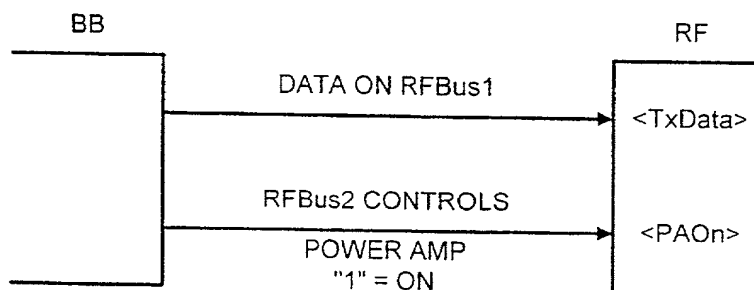 BB
RF
DATA ON RFBus1
<TxData>
RFBus2 CONTROLS
<PAOn>
POWER AMP
"1" = ON